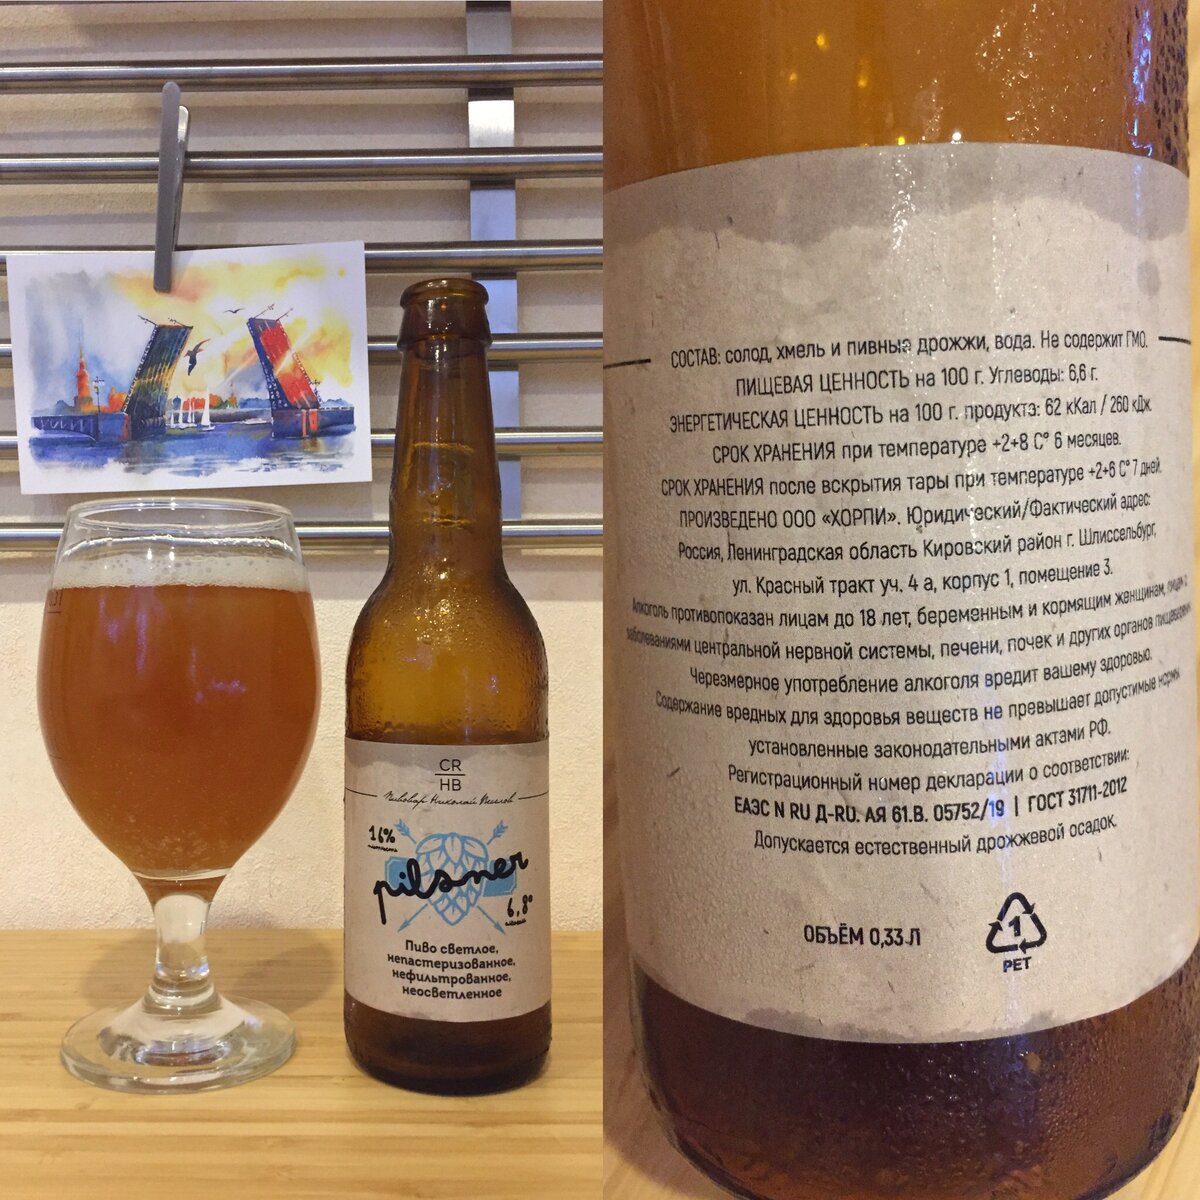 CR
HB
Пивовар Николай
16%
плотность
pilsner
6,8°
алкоголь
Пиво светлое,
непастеризованное,
нефильтрованное,
неосветленное
СОСТАВ: солод, хмель и пивные дрожжи, вода. Не содержит ГМО.
ПИЩЕВАЯ ЦЕННОСТЬ на 100 г. Углеводы: 6,6 г.
ЭНЕРГЕТИЧЕСКАЯ ЦЕННОСТЬ на 100 г. продукта: 62 кКал / 260 кДж.
СРОК ХРАНЕНИЯ при температуре +2+8 С° 6 месяцев.
СРОК ХРАНЕНИЯ после вскрытия тары при температуре +2+6 С° 7 дней.
ПРОИЗВЕДЕНО ООО «ХОРПИ». Юридический/Фактический адрес:
Россия, Ленинградская область Кировский район г. Шлиссельбург,
ул. Красный тракт уч. 4 а, корпус 1, помещение 3.
Алкоголь противопоказан лицам до 18 лет, беременным и кормящим женщинам, лицам с
заболеваниями центральной нервной системы, печени, почек и других органов пищеварения.
Черезмерное употребление алкоголя вредит вашему здоровью.
Содержание вредных для здоровья веществ не превышает допустимые нормы
установленные законодательными актами РФ.
Регистрационный номер декларации о соответствии:
ЕАЭС N RU Д-RU. АЯ 61.В. 05752/19 | ГОСТ 31711-2012
Допускается естественный дрожжевой осадок.
ОБЪЁМ 0,33 Л
1
PET